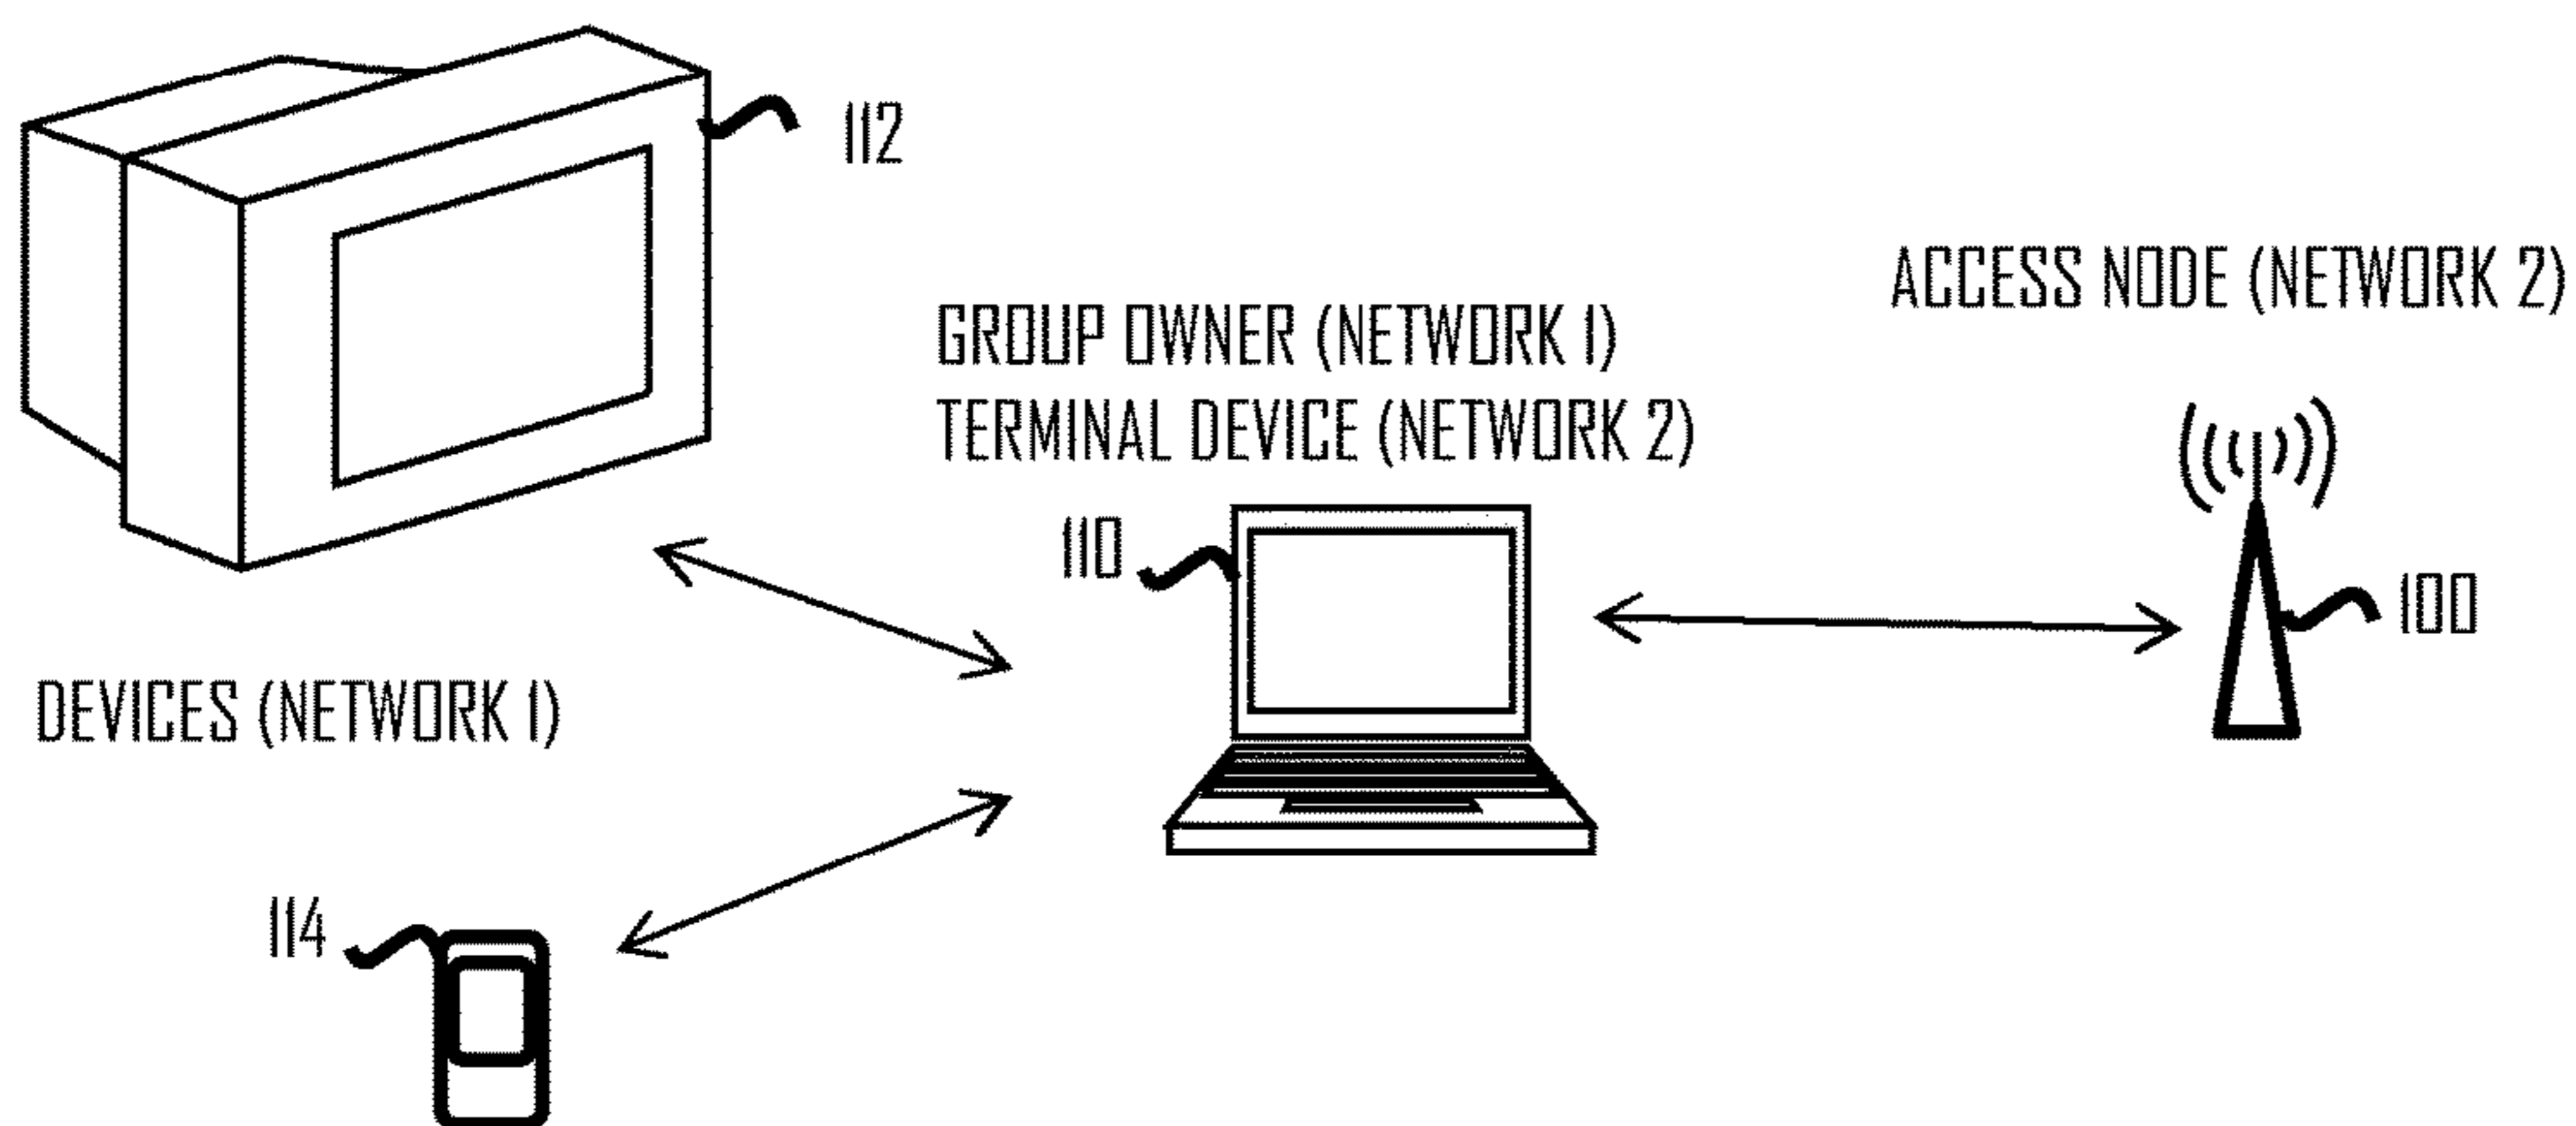 112
ACCESS NODE (NETWORK 2)
GROUP OWNER (NETWORK 1)
TERMINAL DEVICE (NETWORK 2)
110
100
DEVICES (NETWORK 1)
114